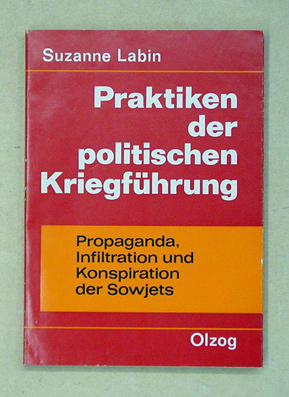 Suzanne Labin
Praktiken
der
politischen
Kriegführung
Propaganda,
Infiltration und
Konspiration
der Sowjets
Olzog